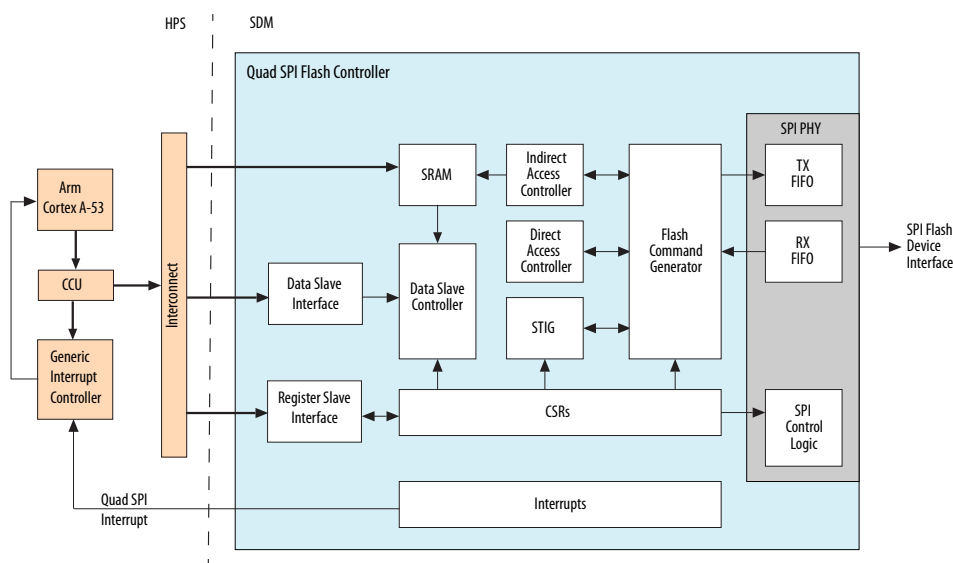 HPS
SDM
Quad SPI Flash Controller
SPI PHY
Arm
Cortex A-53
CCU
Generic
Interrupt
Controller
Interconnect
SRAM
Indirect
Access
Controller
TX
FIFO
Direct
Access
Controller
Flash
Command
Generator
RX
FIFO
SPI Flash
Device
Interface
Data Slave
Interface
Data Slave
Controller
STIG
Register Slave
Interface
CSRs
SPI
Control
Logic
Quad SPI
Interrupt
Interrupts